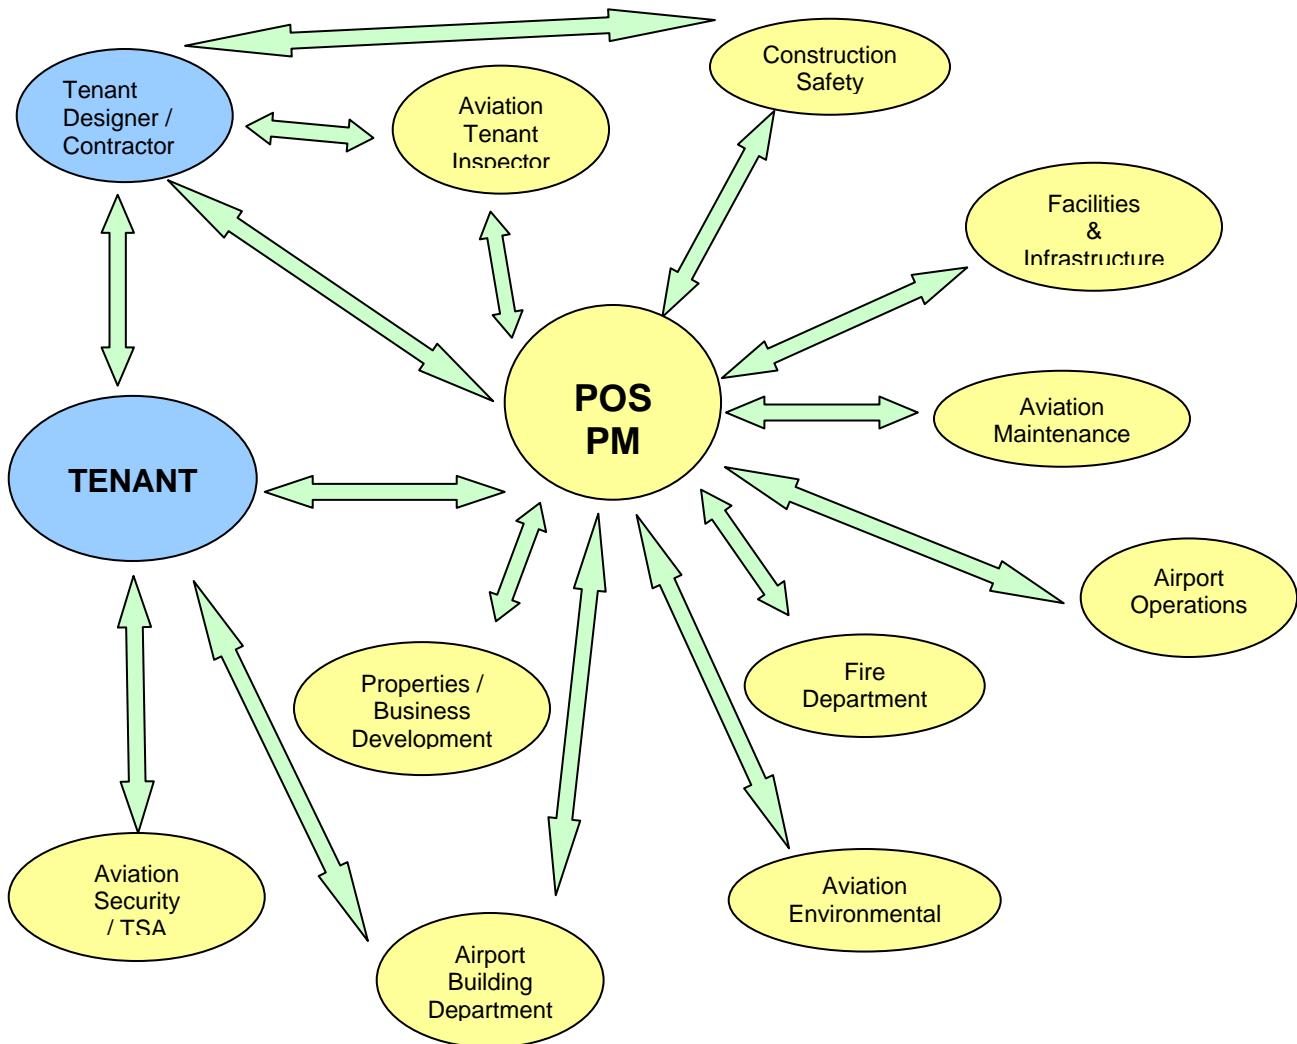 Construction
Safety
Tenant
Designer /
Contractor
Aviation
Tenant
Inspector
Facilities
&
Infrastructure
POS
PM
Aviation
Maintenance
TENANT
Airport
Operations
Properties /
Business
Development
Fire
Department
Aviation
Security
/ TSA
Aviation
Environmental
Airport
Building
Department